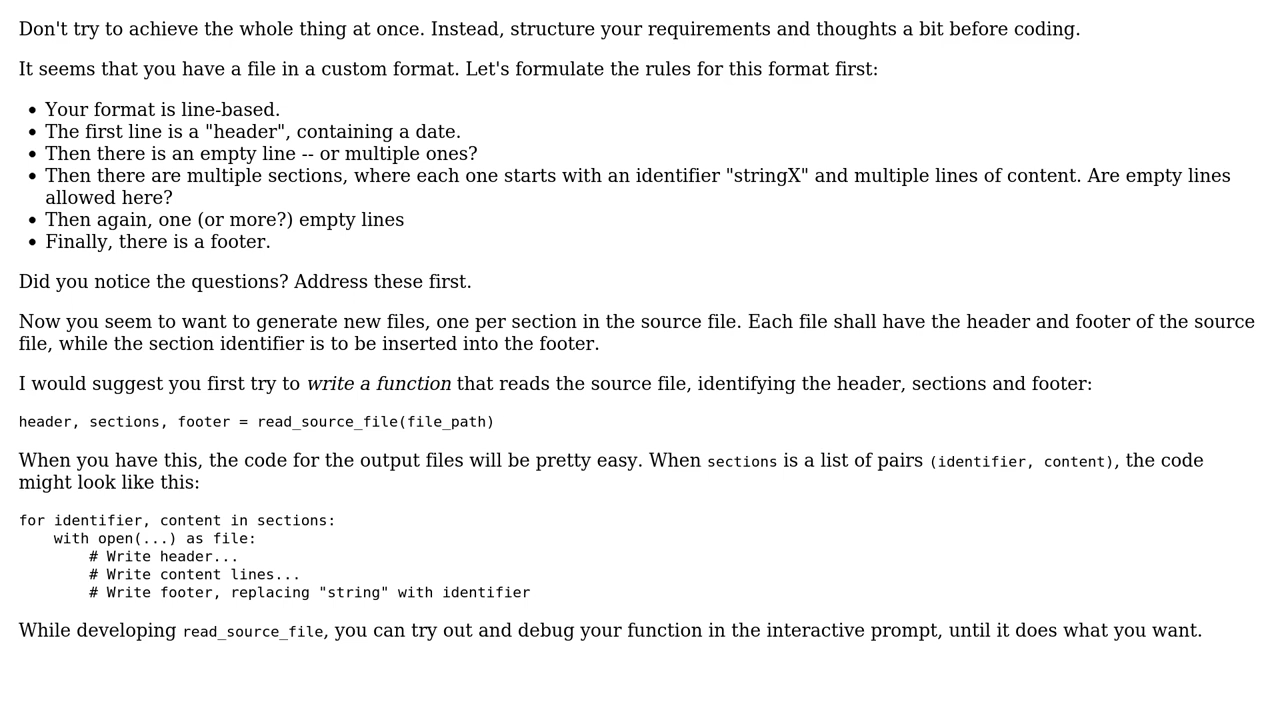 Don't try to achieve the whole thing at once. Instead, structure your requirements and thoughts a bit before coding.
It seems that you have a file in a custom format. Let's formulate the rules for this format first:
• Your format is line-based.
• The first line is a "header", containing a date.
• Then there is an empty line -- or multiple ones?
• Then there are multiple sections, where each one starts with an identifier "stringX" and multiple lines of content. Are empty lines
allowed here?
• Then again, one (or more?) empty lines
• Finally, there is a footer.
Did you notice the questions? Address these first.
Now you seem to want to generate new files, one per section in the source file. Each file shall have the header and footer of the source
file, while the section identifier is to be inserted into the footer.
I would suggest you first try to write a function that reads the source file, identifying the header, sections and footer:
header, sections, footer = read_source_file(file_path)
When you have this, the code for the output files will be pretty easy. When sections is a list of pairs (identifier, content), the code
might look like this:
for identifier, content in sections:
    with open(...) as file:
        # Write header...
        # Write content lines...
        # Write footer, replacing "string" with identifier
While developing read_source_file, you can try out and debug your function in the interactive prompt, until it does what you want.